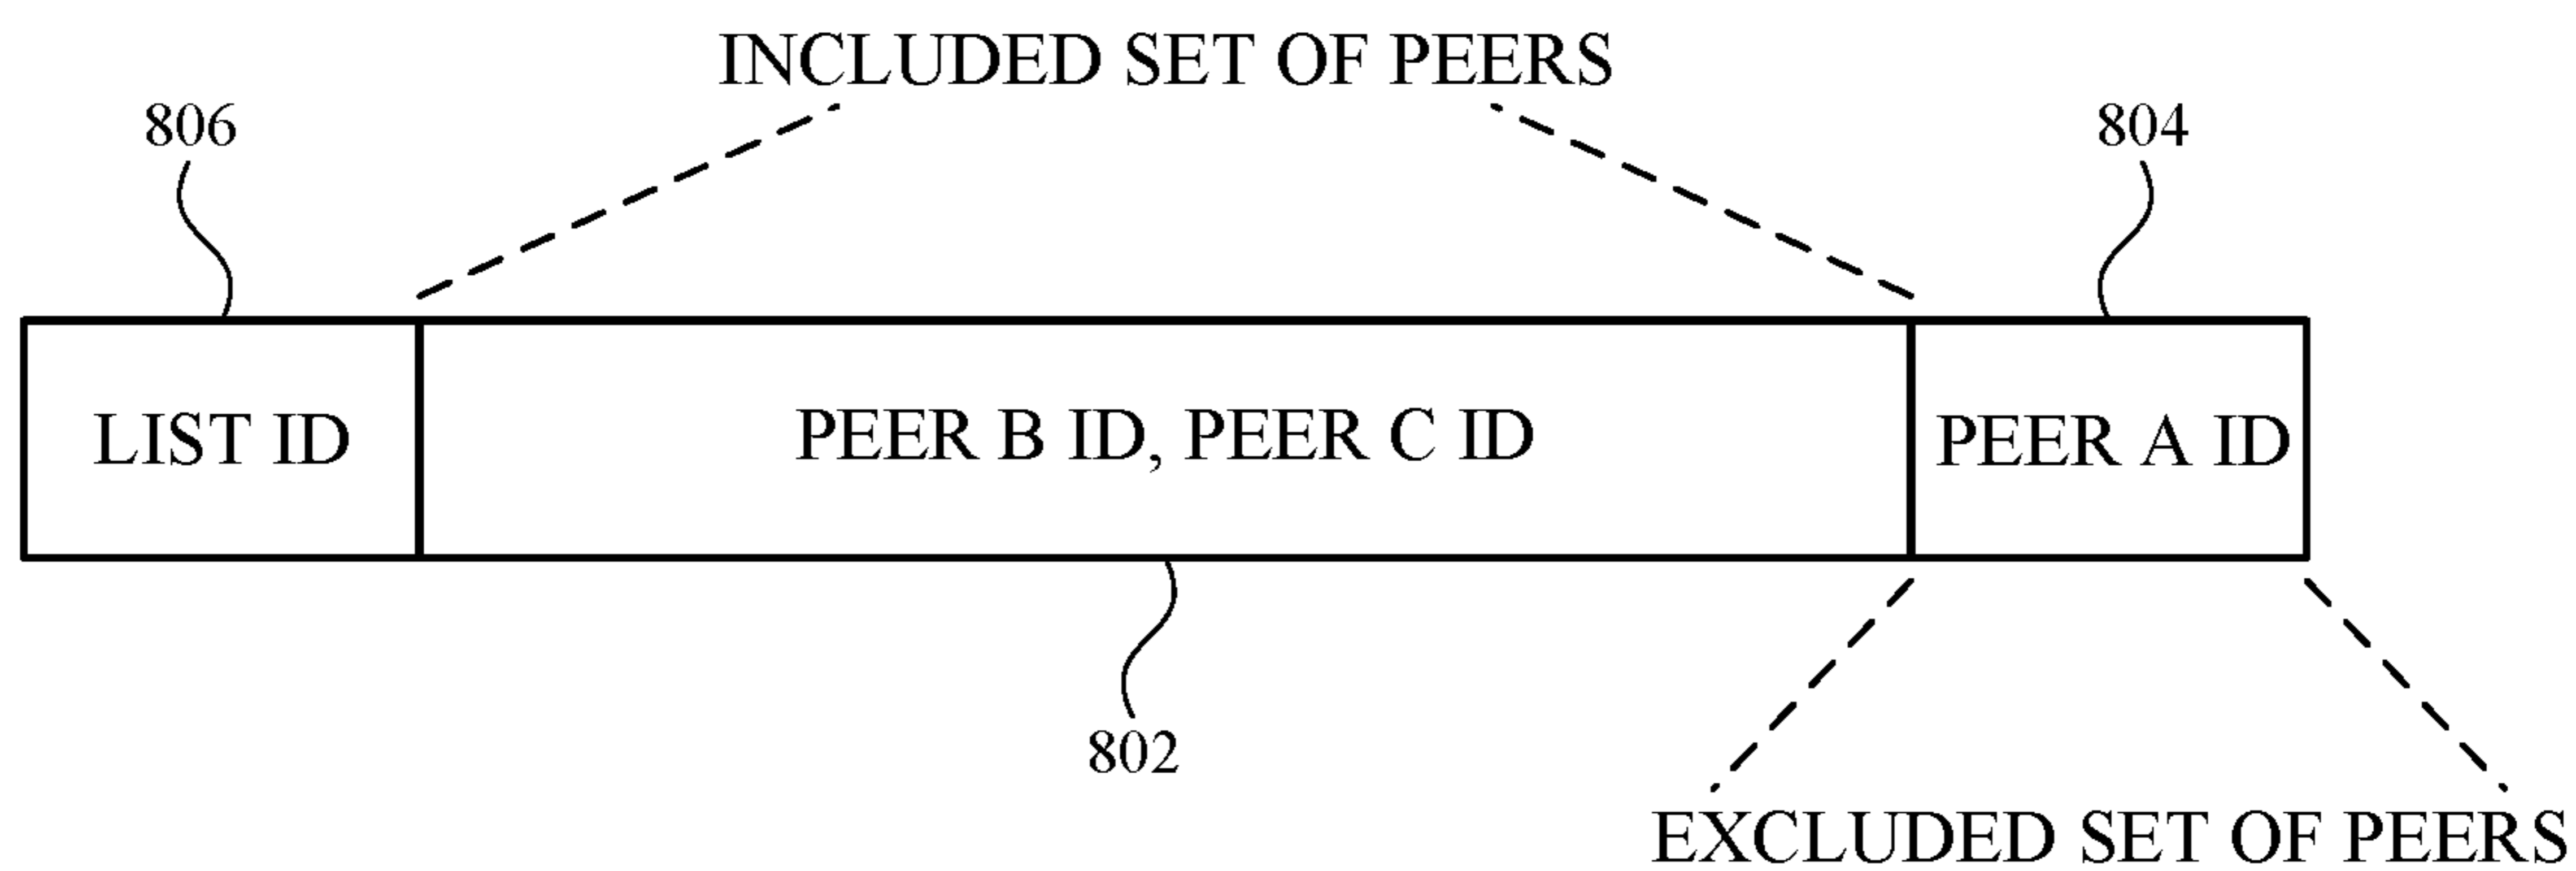 INCLUDED SET OF PEERS
806
804
LIST ID
PEER B ID, PEER C ID
PEER A ID
802
EXCLUDED SET OF PEERS